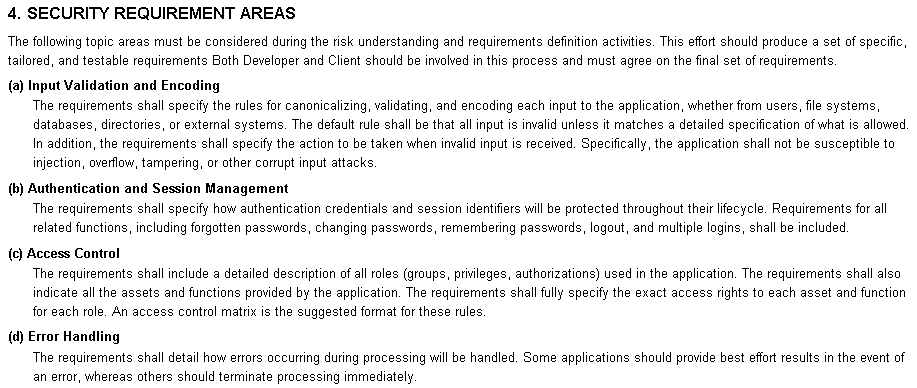 4. SECURITY REQUIREMENT AREAS
The following topic areas must be considered during the risk understanding and requirements definition activities. This effort should produce a set of specific,
tailored, and testable requirements Both Developer and Client should be involved in this process and must agree on the final set of requirements.
(a) Input Validation and Encoding
The requirements shall specify the rules for canonicalizing, validating, and encoding each input to the application, whether from users, file systems,
databases, directories, or external systems. The default rule shall be that all input is invalid unless it matches a detailed specification of what is allowed.
In addition, the requirements shall specify the action to be taken when invalid input is received. Specifically, the application shall not be susceptible to
injection, overflow, tampering, or other corrupt input attacks.
(b) Authentication and Session Management
The requirements shall specify how authentication credentials and session identifiers will be protected throughout their lifecycle. Requirements for all
related functions, including forgotten passwords, changing passwords, remembering passwords, logout, and multiple logins, shall be included.
(c) Access Control
The requirements shall include a detailed description of all roles (groups, privileges, authorizations) used in the application. The requirements shall also
indicate all the assets and functions provided by the application. The requirements shall fully specify the exact access rights to each asset and function
for each role. An access control matrix is the suggested format for these rules.
(d) Error Handling
The requirements shall detail how errors occurring during processing will be handled. Some applications should provide best effort results in the event of
an error, whereas others should terminate processing immediately.